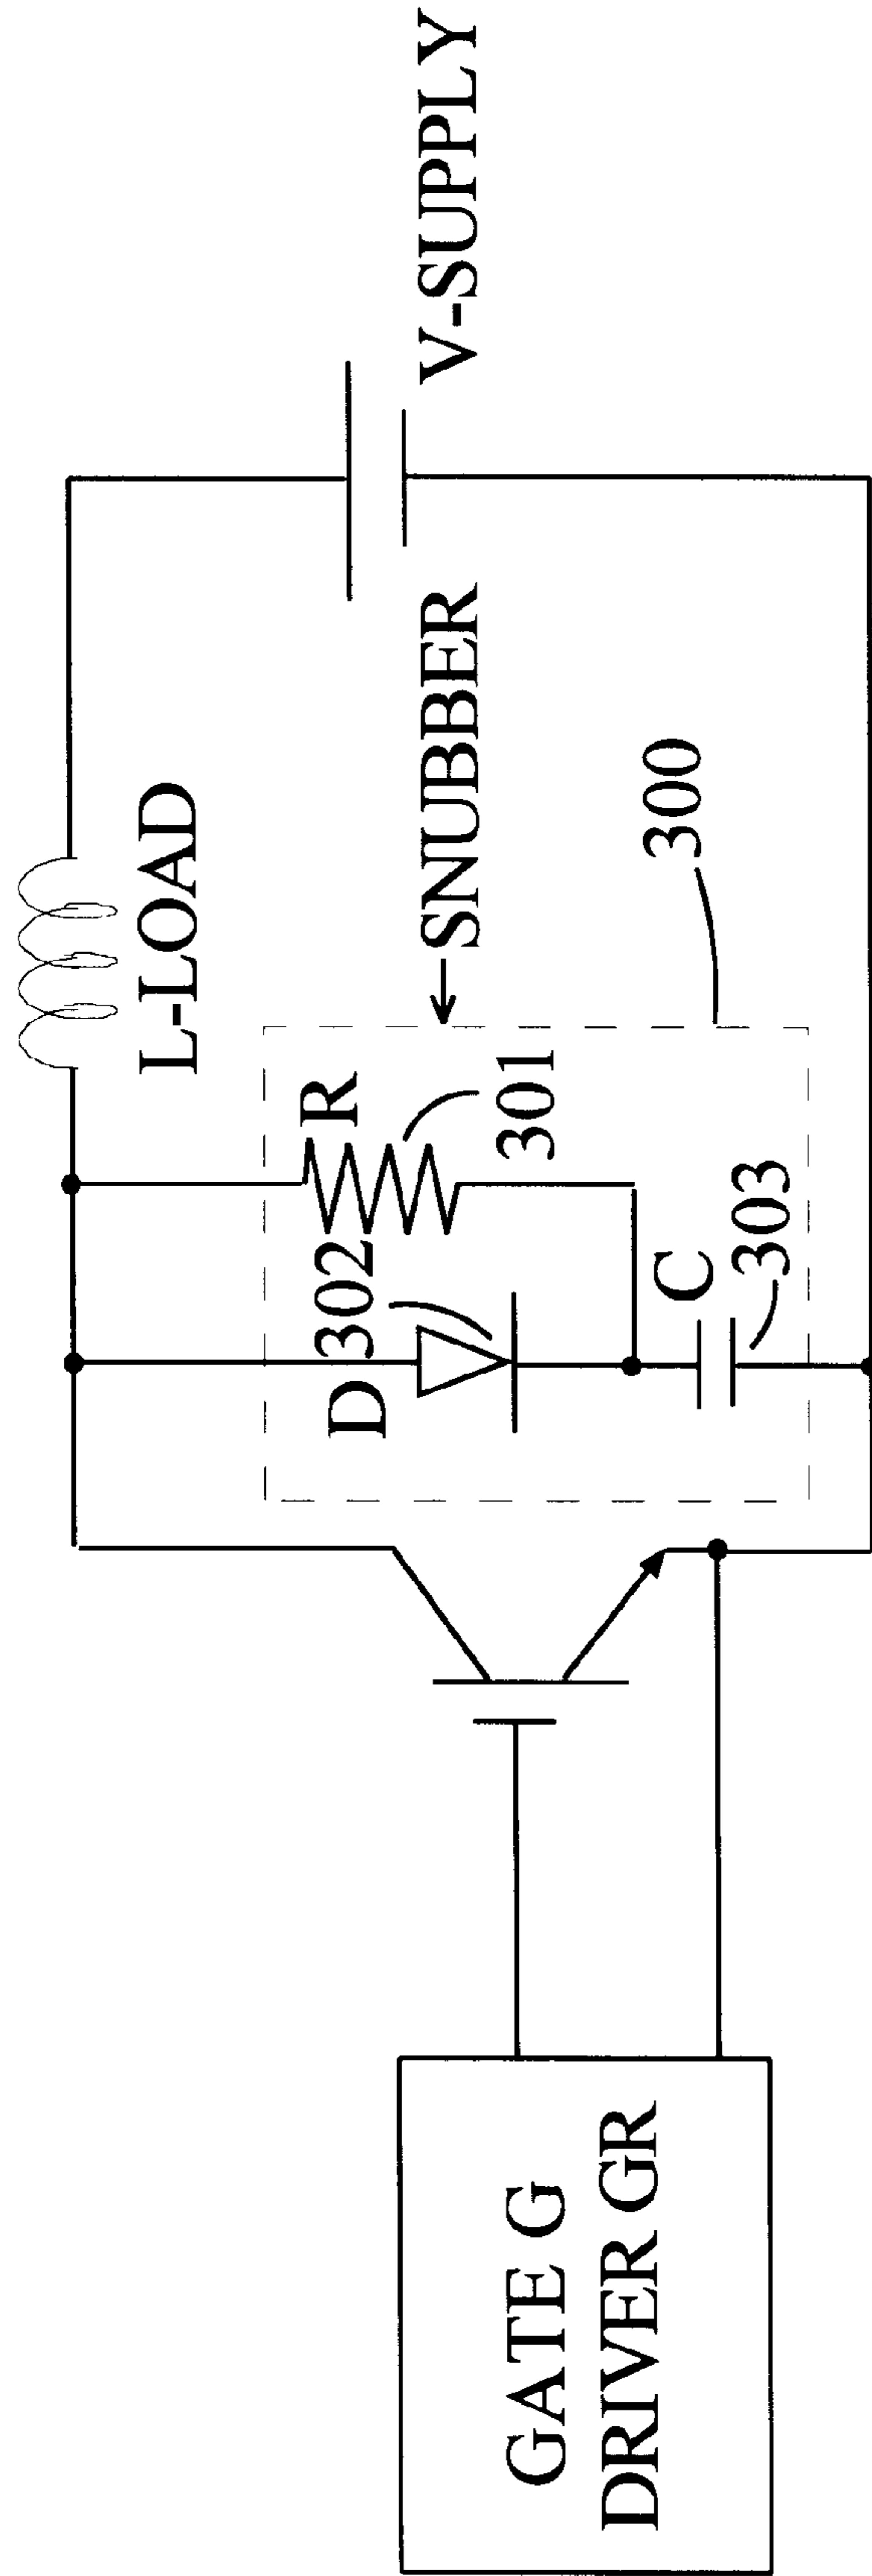 GATE G
DRIVER GR
L-LOAD
V-SUPPLY
SNUBBER
R
301
D
302
C
303
300